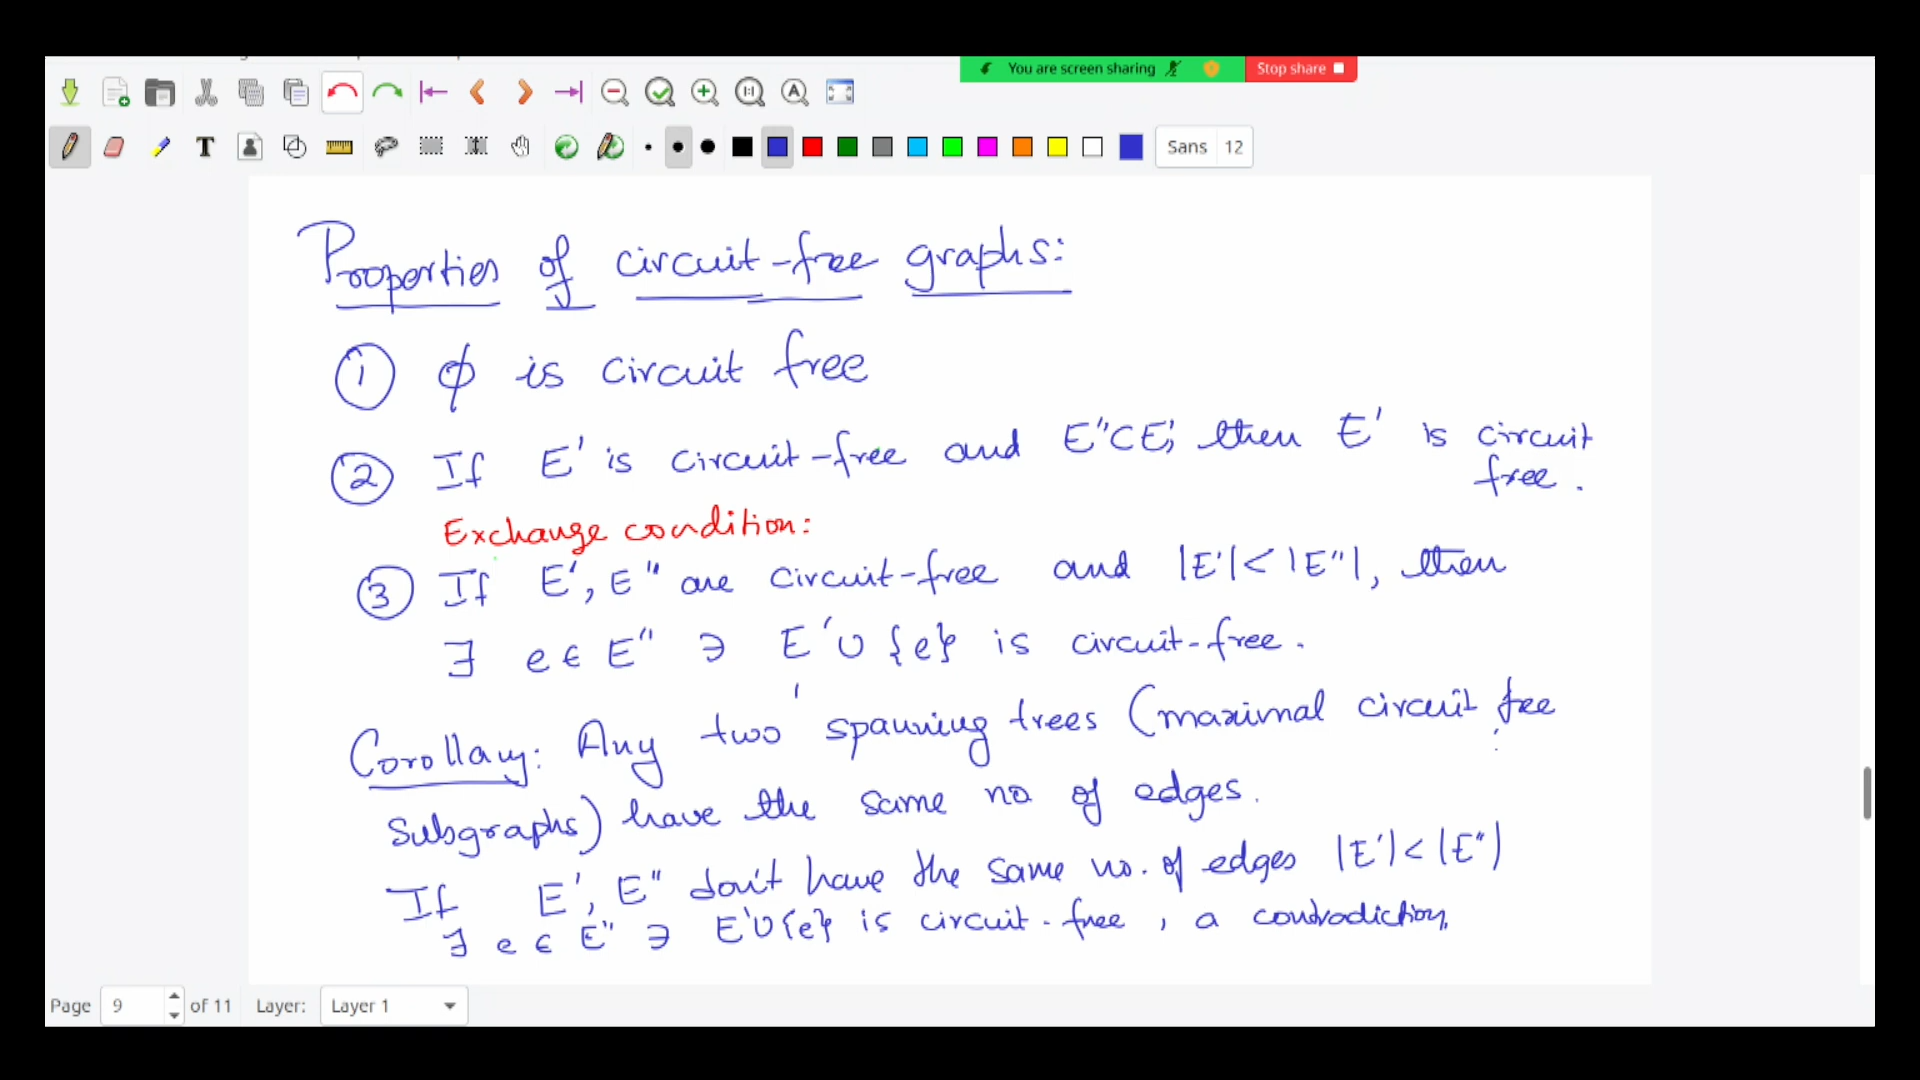 You are screen sharing
Stop share
Sans 12
Properties of circuit-free graphs:
① ϕ is circuit free
② If E' is circuit-free and E"⊂E', then E' is circuit
free.
Exchange condition:
③ If E', E" are circuit-free and |E'|<|E"|, then
∃ e ∈ E" ∋ E'∪{e} is circuit-free.
Corollary: Any two spanning trees (maximal circuit free
Subgraphs) have the same no of edges.
If E', E" don't have the same no. of edges |E'|<|E"|
∃ e ∈ E" ∋ E'∪{e} is circuit-free, a contradiction,
Page 9 of 11 Layer: Layer 1